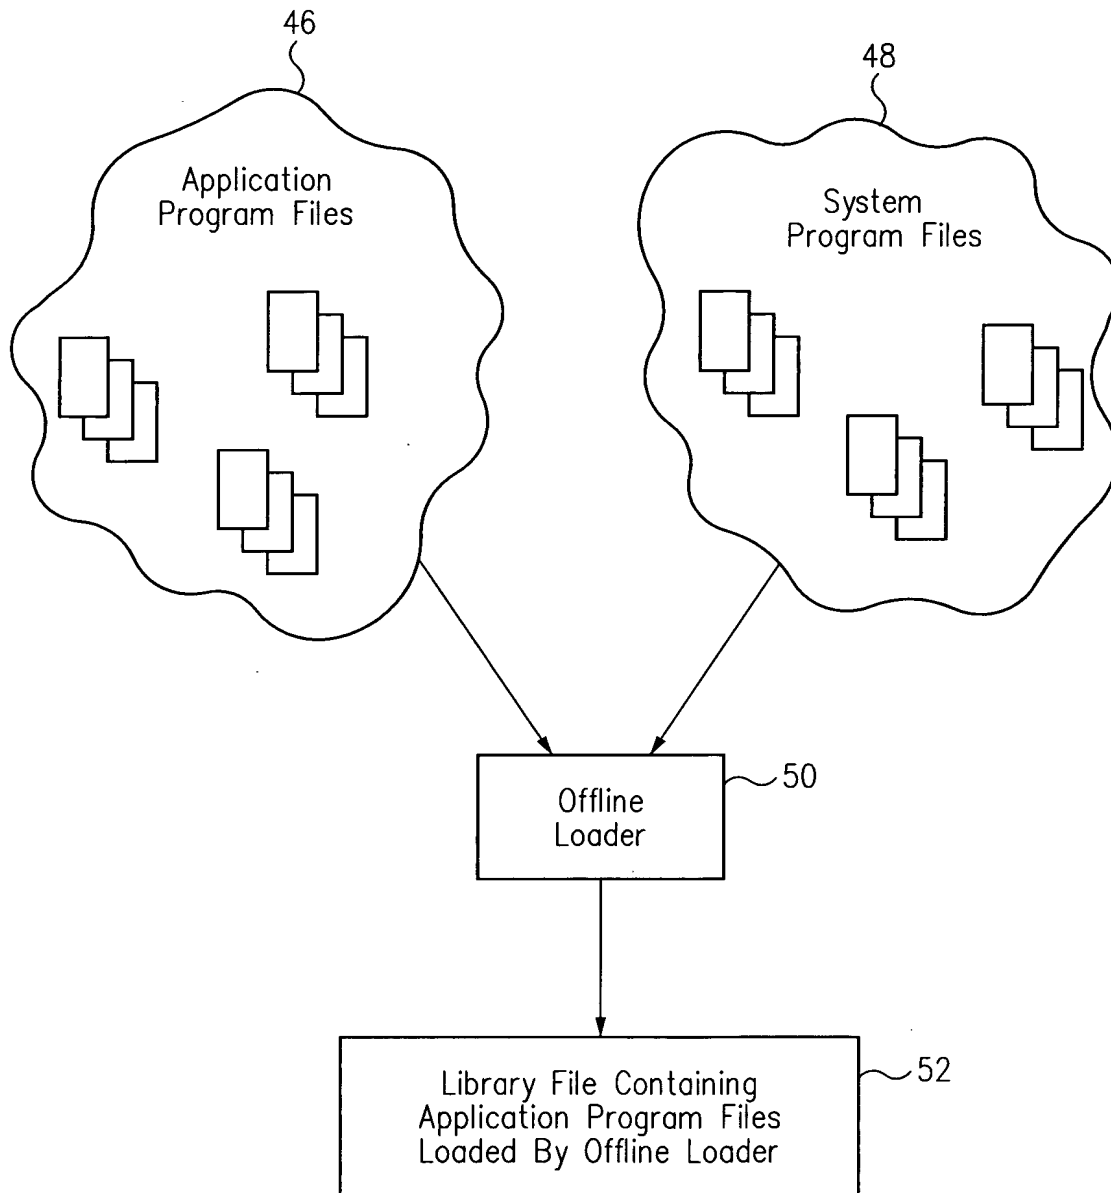 46
48
Application
Program Files
System
Program Files
50
Offline
Loader
52
Library File Containing
Application Program Files
Loaded By Offline Loader